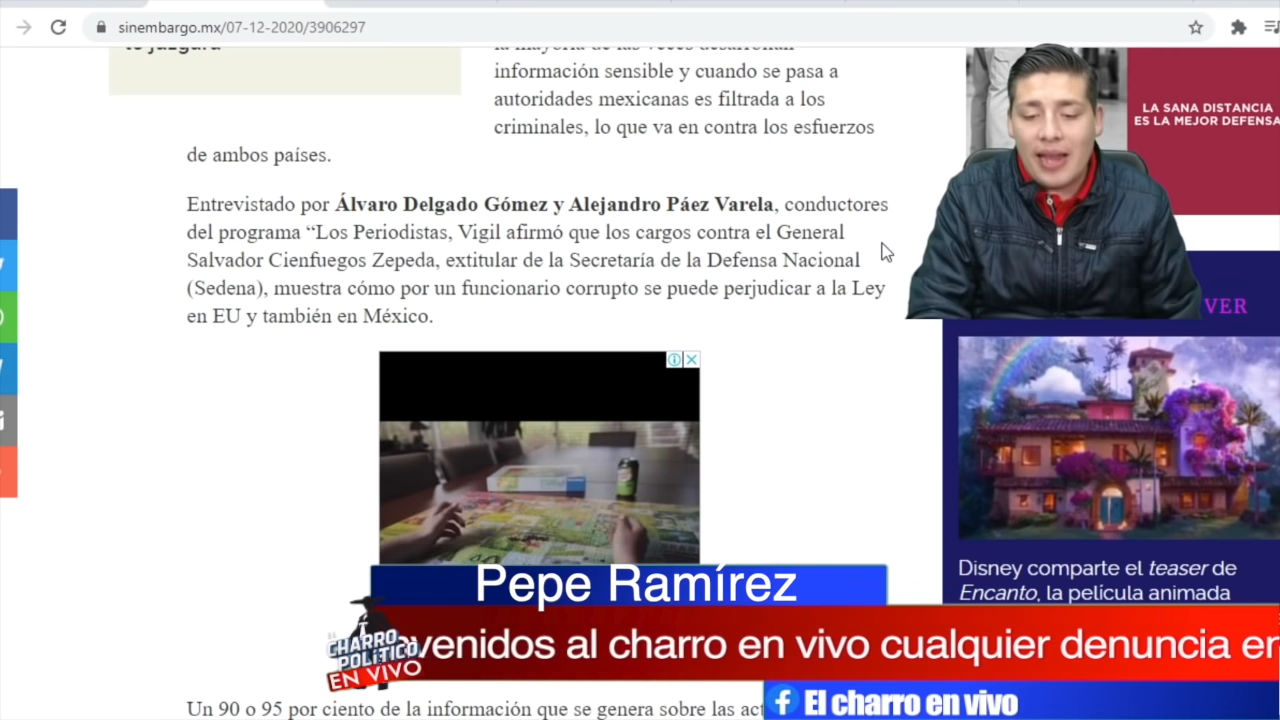 sinembargo.mx/07-12-2020/3906297
te juzgará
la mayoría de las veces desarrollan
información sensible y cuando se pasa a
autoridades mexicanas es filtrada a los
criminales, lo que va en contra los esfuerzos
de ambos países.
Entrevistado por Álvaro Delgado Gómez y Alejandro Páez Varela, conductores
del programa “Los Periodistas, Vigil afirmó que los cargos contra el General
Salvador Cienfuegos Zepeda, extitular de la Secretaría de la Defensa Nacional
(Sedena), muestra cómo por un funcionario corrupto se puede perjudicar a la Ley
en EU y también en México.
LA SANA DISTANCIA
ES LA MEJOR DEFENSA
VER
Disney comparte el teaser de
Encanto, la película animada
Pepe Ramírez
venidos al charro en vivo cualquier denuncia en
EL
CHARRO
POLÍTICO
EN VIVO
El charro en vivo
Un 90 o 95 por ciento de la información que se genera sobre las act